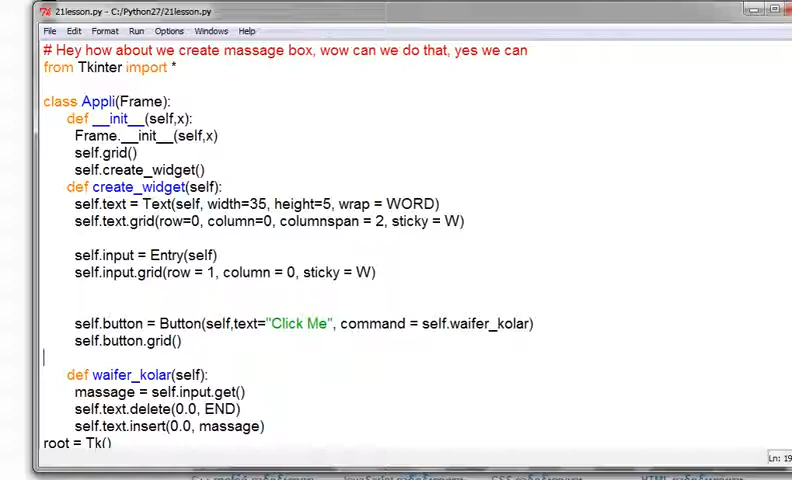 21lesson.py - C:/Python27/21lesson.py
File Edit Format Run Options Windows Help
# Hey how about we create massage box, wow can we do that, yes we can
from Tkinter import *
class Appli(Frame):
def __init__(self,x):
Frame.__init__(self,x)
self.grid()
self.create_widget()
def create_widget(self):
self.text = Text(self, width=35, height=5, wrap = WORD)
self.text.grid(row=0, column=0, columnspan = 2, sticky = W)
self.input = Entry(self)
self.input.grid(row = 1, column = 0, sticky = W)
self.button = Button(self,text="Click Me", command = self.waifer_kolar)
self.button.grid()
def waifer_kolar(self):
massage = self.input.get()
self.text.delete(0.0, END)
self.text.insert(0.0, massage)
root = Tk()
Ln: 19